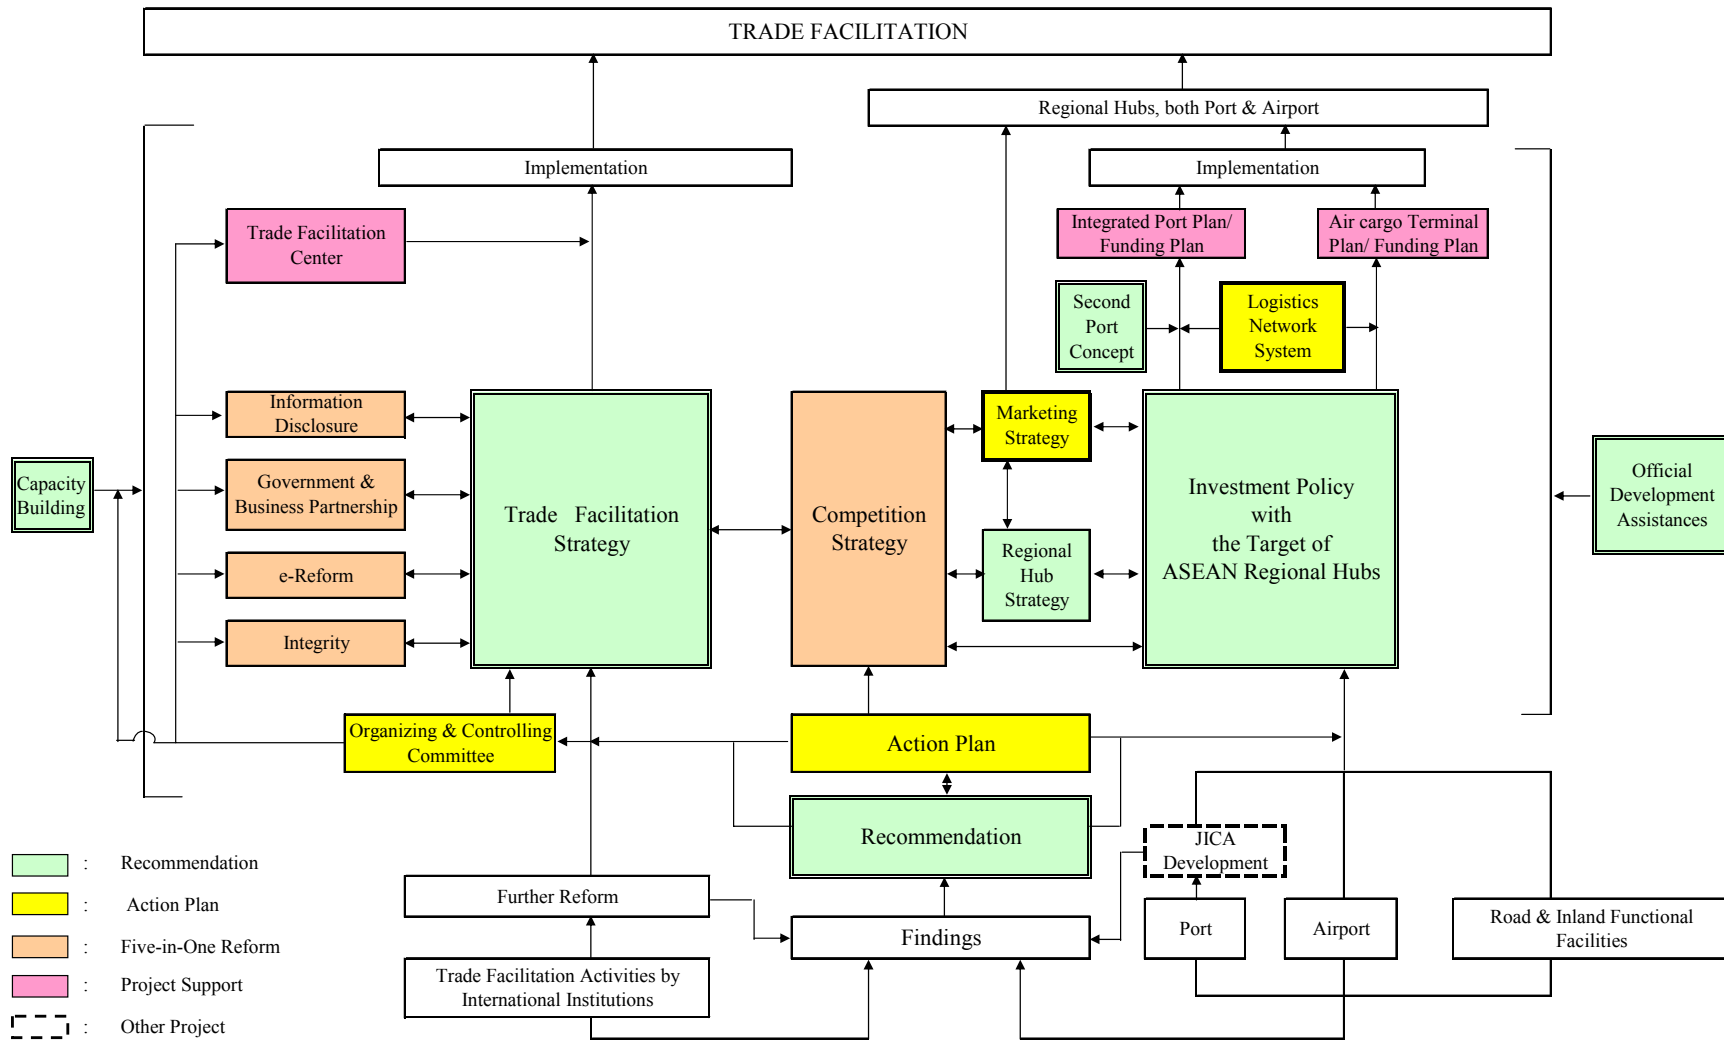 TRADE FACILITATION
Regional Hubs, both Port & Airport
Implementation
Implementation
Trade Facilitation
Center
Integrated Port Plan/
Funding Plan
Air cargo Terminal
Plan/ Funding Plan
Second
Port
Concept
Logistics
Network
System
Information
Disclosure
Government &
Business Partnership
e-Reform
Integrity
Capacity
Building
Trade Facilitation
Strategy
Competition
Strategy
Marketing
Strategy
Regional
Hub
Strategy
Investment Policy
with
the Target of
ASEAN Regional Hubs
Official
Development
Assistances
Organizing & Controlling
Committee
Action Plan
Recommendation
JICA
Development
Further Reform
Findings
Port
Airport
Road & Inland Functional
Facilities
Trade Facilitation Activities by
International Institutions
: Recommendation
: Action Plan
: Five-in-One Reform
: Project Support
: Other Project